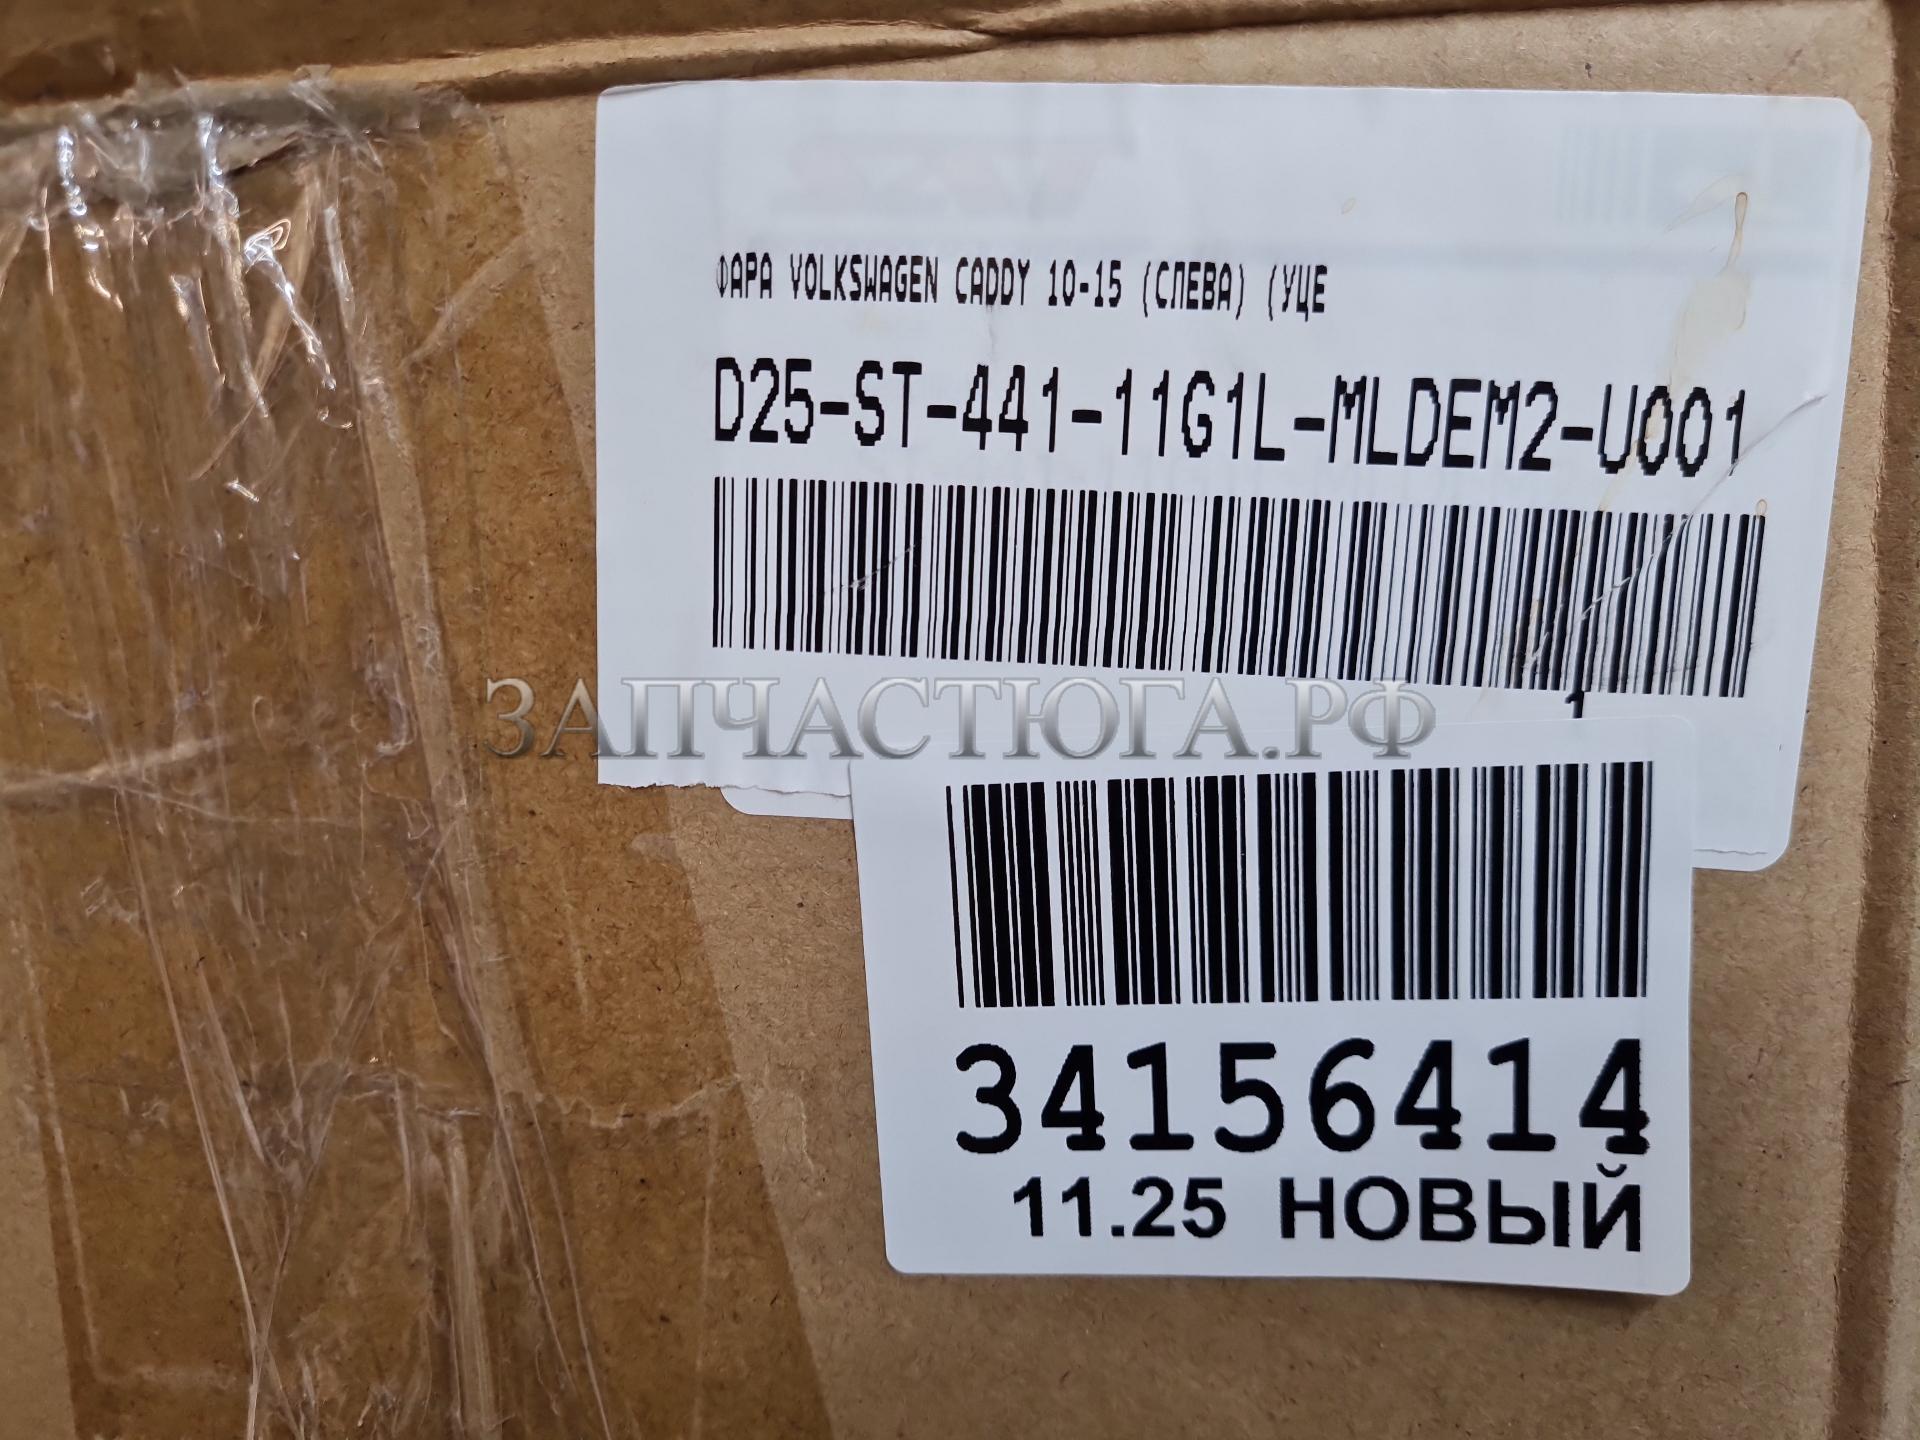 ФАРА VOLKSWAGEN CADDY 10-15 (СЛЕВА) (УЦЕ
D25-ST-441-11G1L-MLDEM2-U001
1
ЗАПЧАСТЮГА.РФ
34156414
11.25 НОВЫЙ